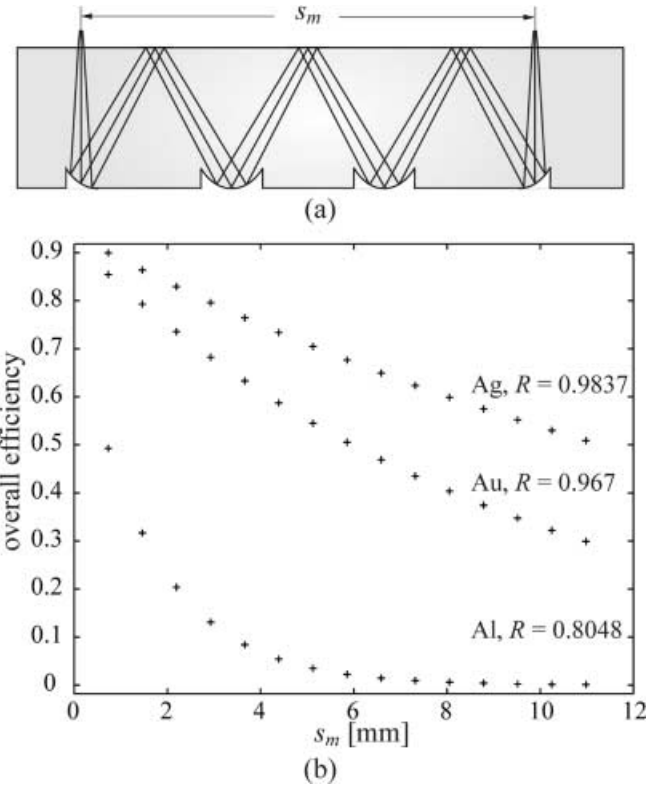 s_m
(a)
0.9
0.8
0.7
0.6
0.5
0.4
0.3
0.2
0.1
0
overall efficiency
Ag, R = 0.9837
Au, R = 0.967
Al, R = 0.8048
0 2 4 6 8 10 12
s_m [mm]
(b)